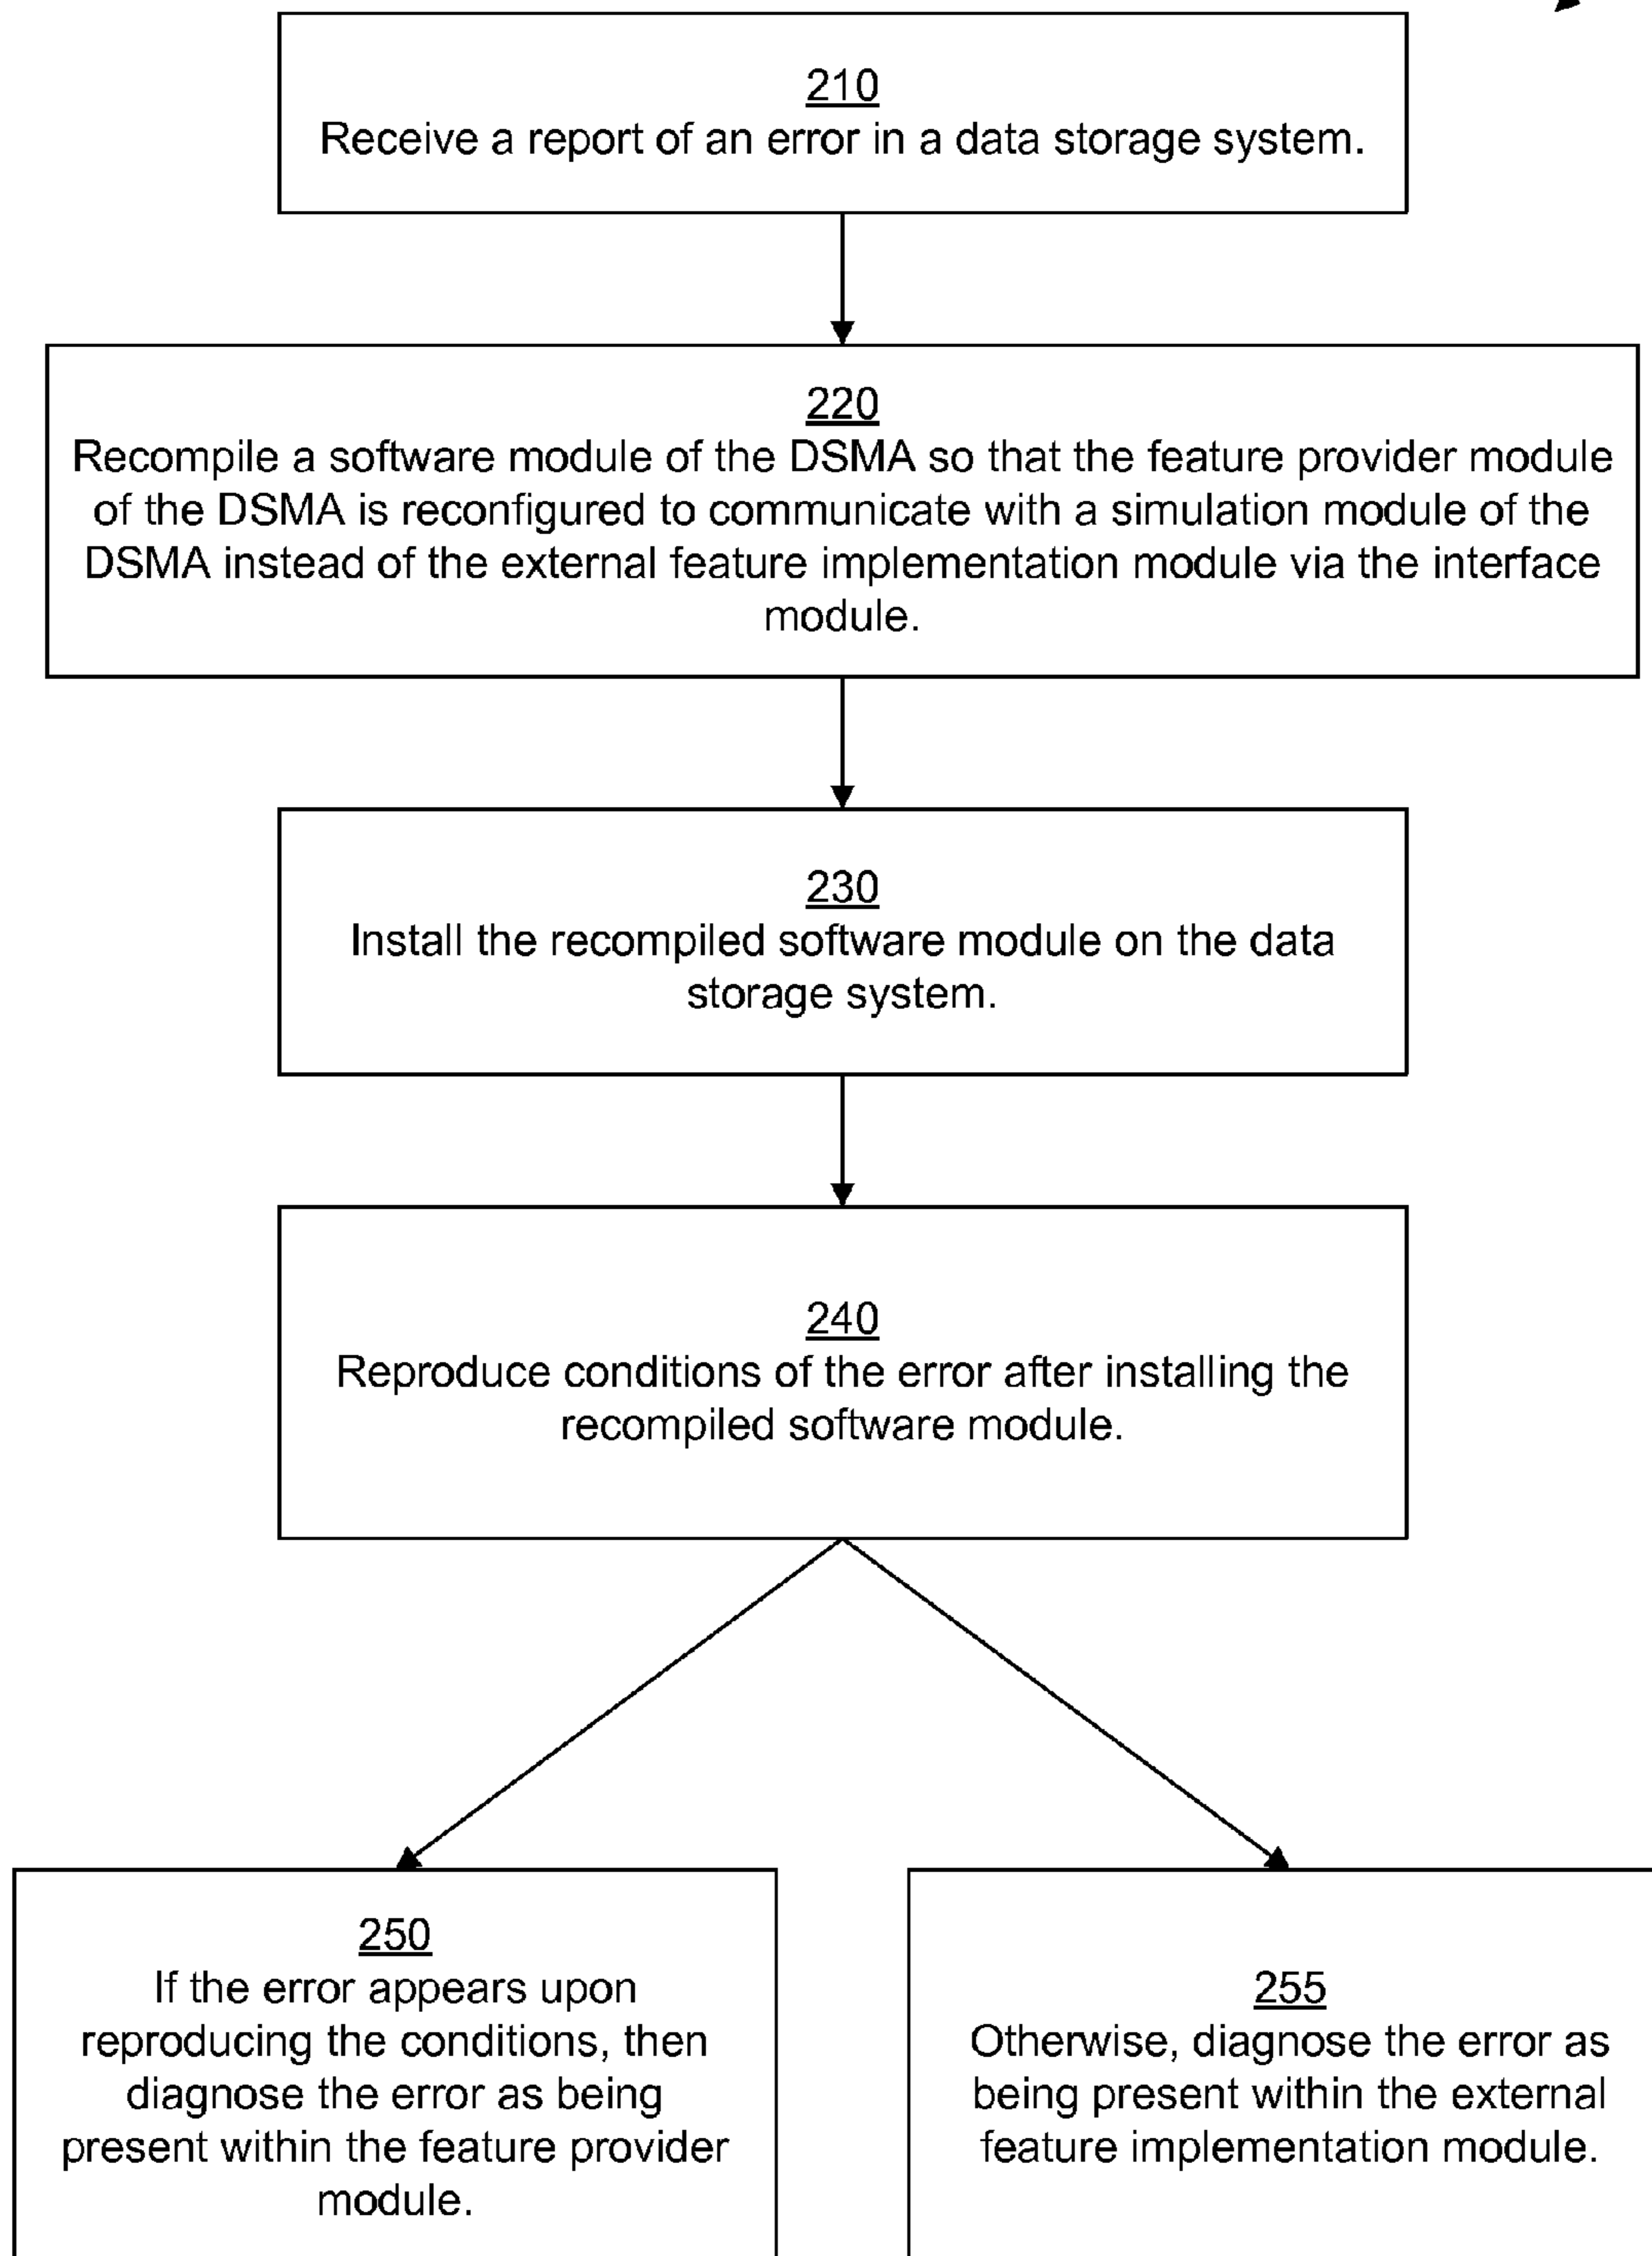 210
Receive a report of an error in a data storage system.
220
Recompile a software module of the DSMA so that the feature provider module
of the DSMA is reconfigured to communicate with a simulation module of the
DSMA instead of the external feature implementation module via the interface
module.
230
Install the recompiled software module on the data
storage system.
240
Reproduce conditions of the error after installing the
recompiled software module.
250
If the error appears upon
reproducing the conditions, then
diagnose the error as being
present within the feature provider
module.
255
Otherwise, diagnose the error as
being present within the external
feature implementation module.